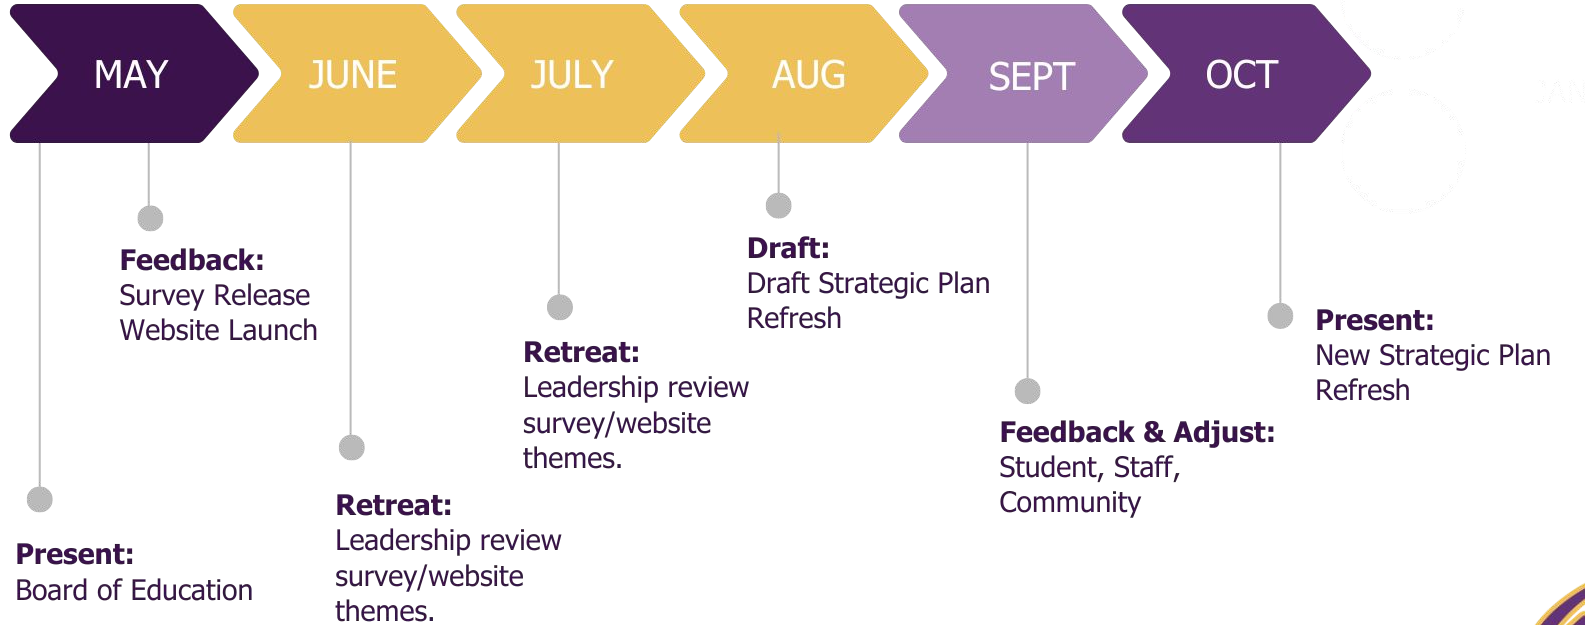 MAY
JUNE
JULY
AUG
SEPT
OCT
Feedback:
Survey Release
Website Launch
Draft:
Draft Strategic Plan
Refresh
Present:
New Strategic Plan
Refresh
Retreat:
Leadership review
survey/website
themes.
Feedback & Adjust:
Student, Staff,
Community
Retreat:
Leadership review
survey/website
themes.
Present:
Board of Education